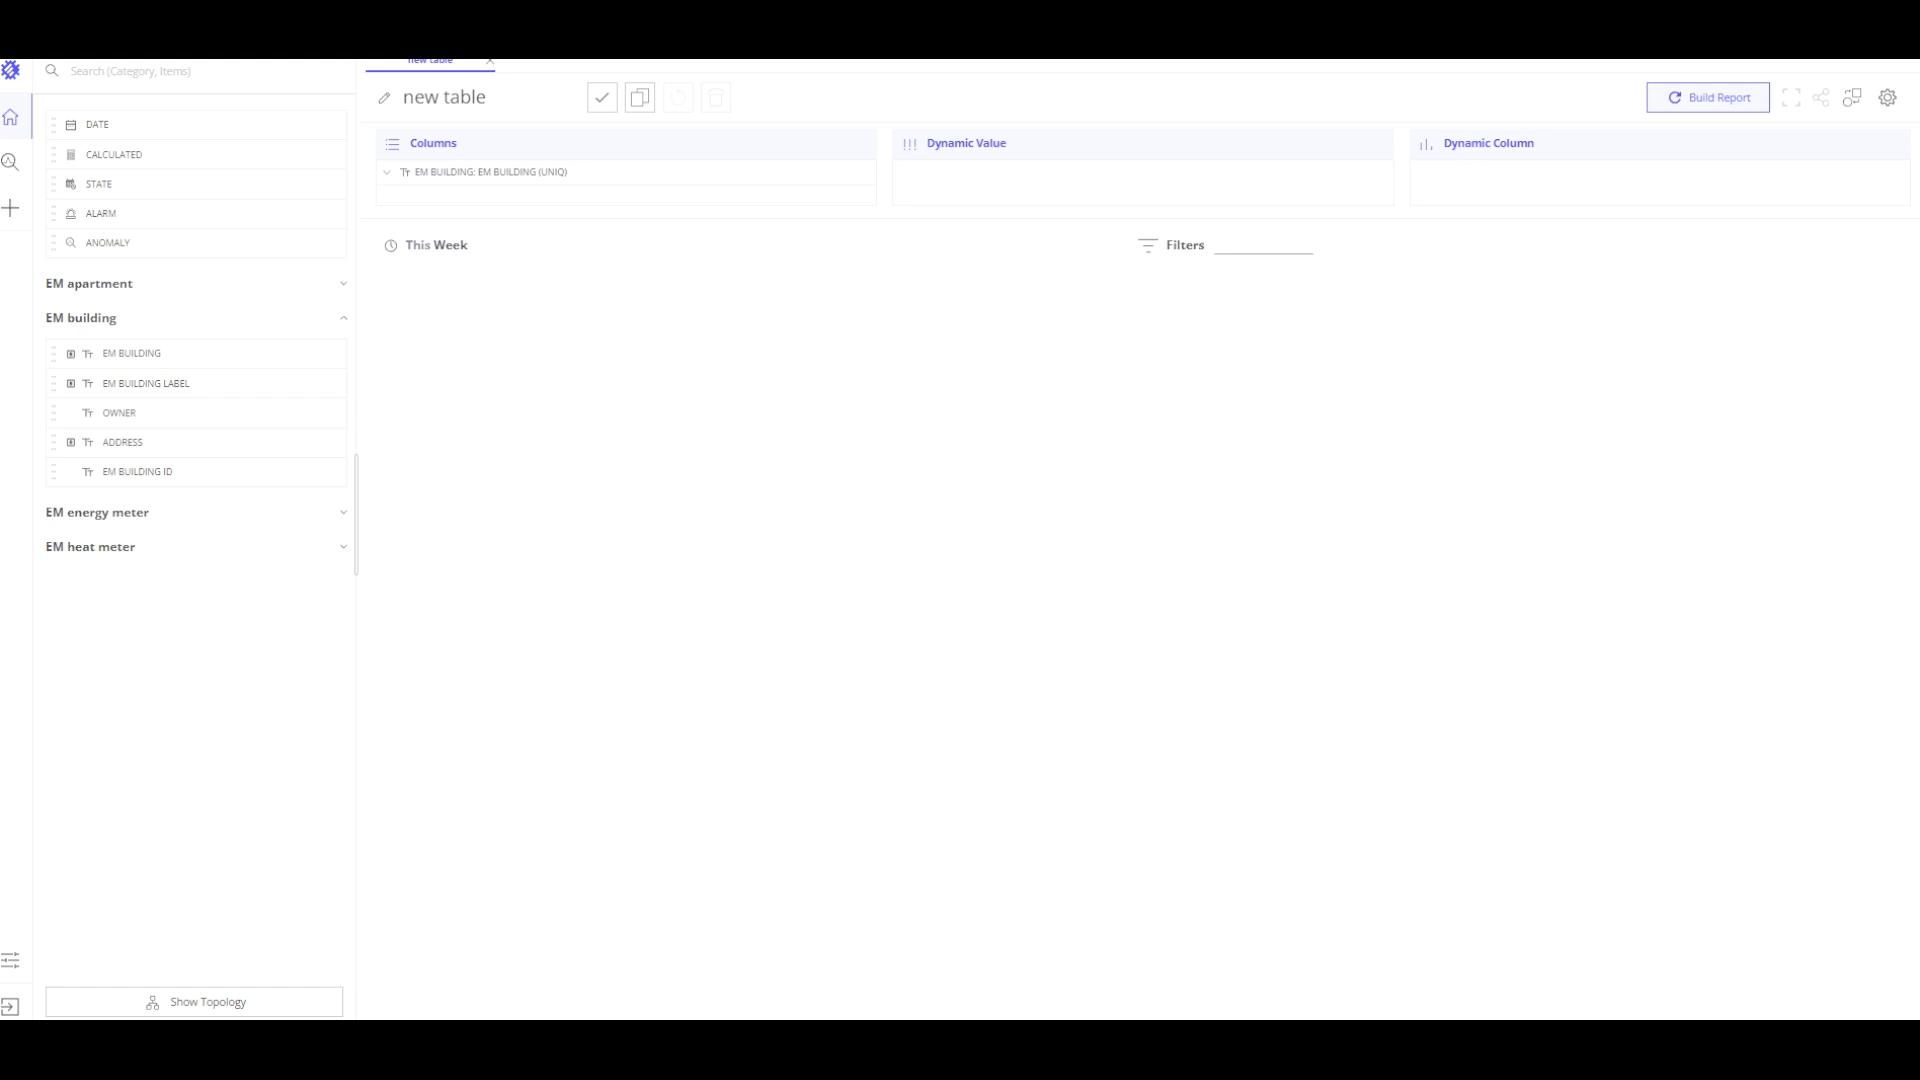 new table
Search (Category, Items)
new table
Build Report
DATE
CALCULATED
STATE
ALARM
ANOMALY
Columns
Dynamic Value
Dynamic Column
EM BUILDING: EM BUILDING (UNIQ)
This Week
Filters
EM apartment
EM building
EM BUILDING
EM BUILDING LABEL
OWNER
ADDRESS
EM BUILDING ID
EM energy meter
EM heat meter
Show Topology